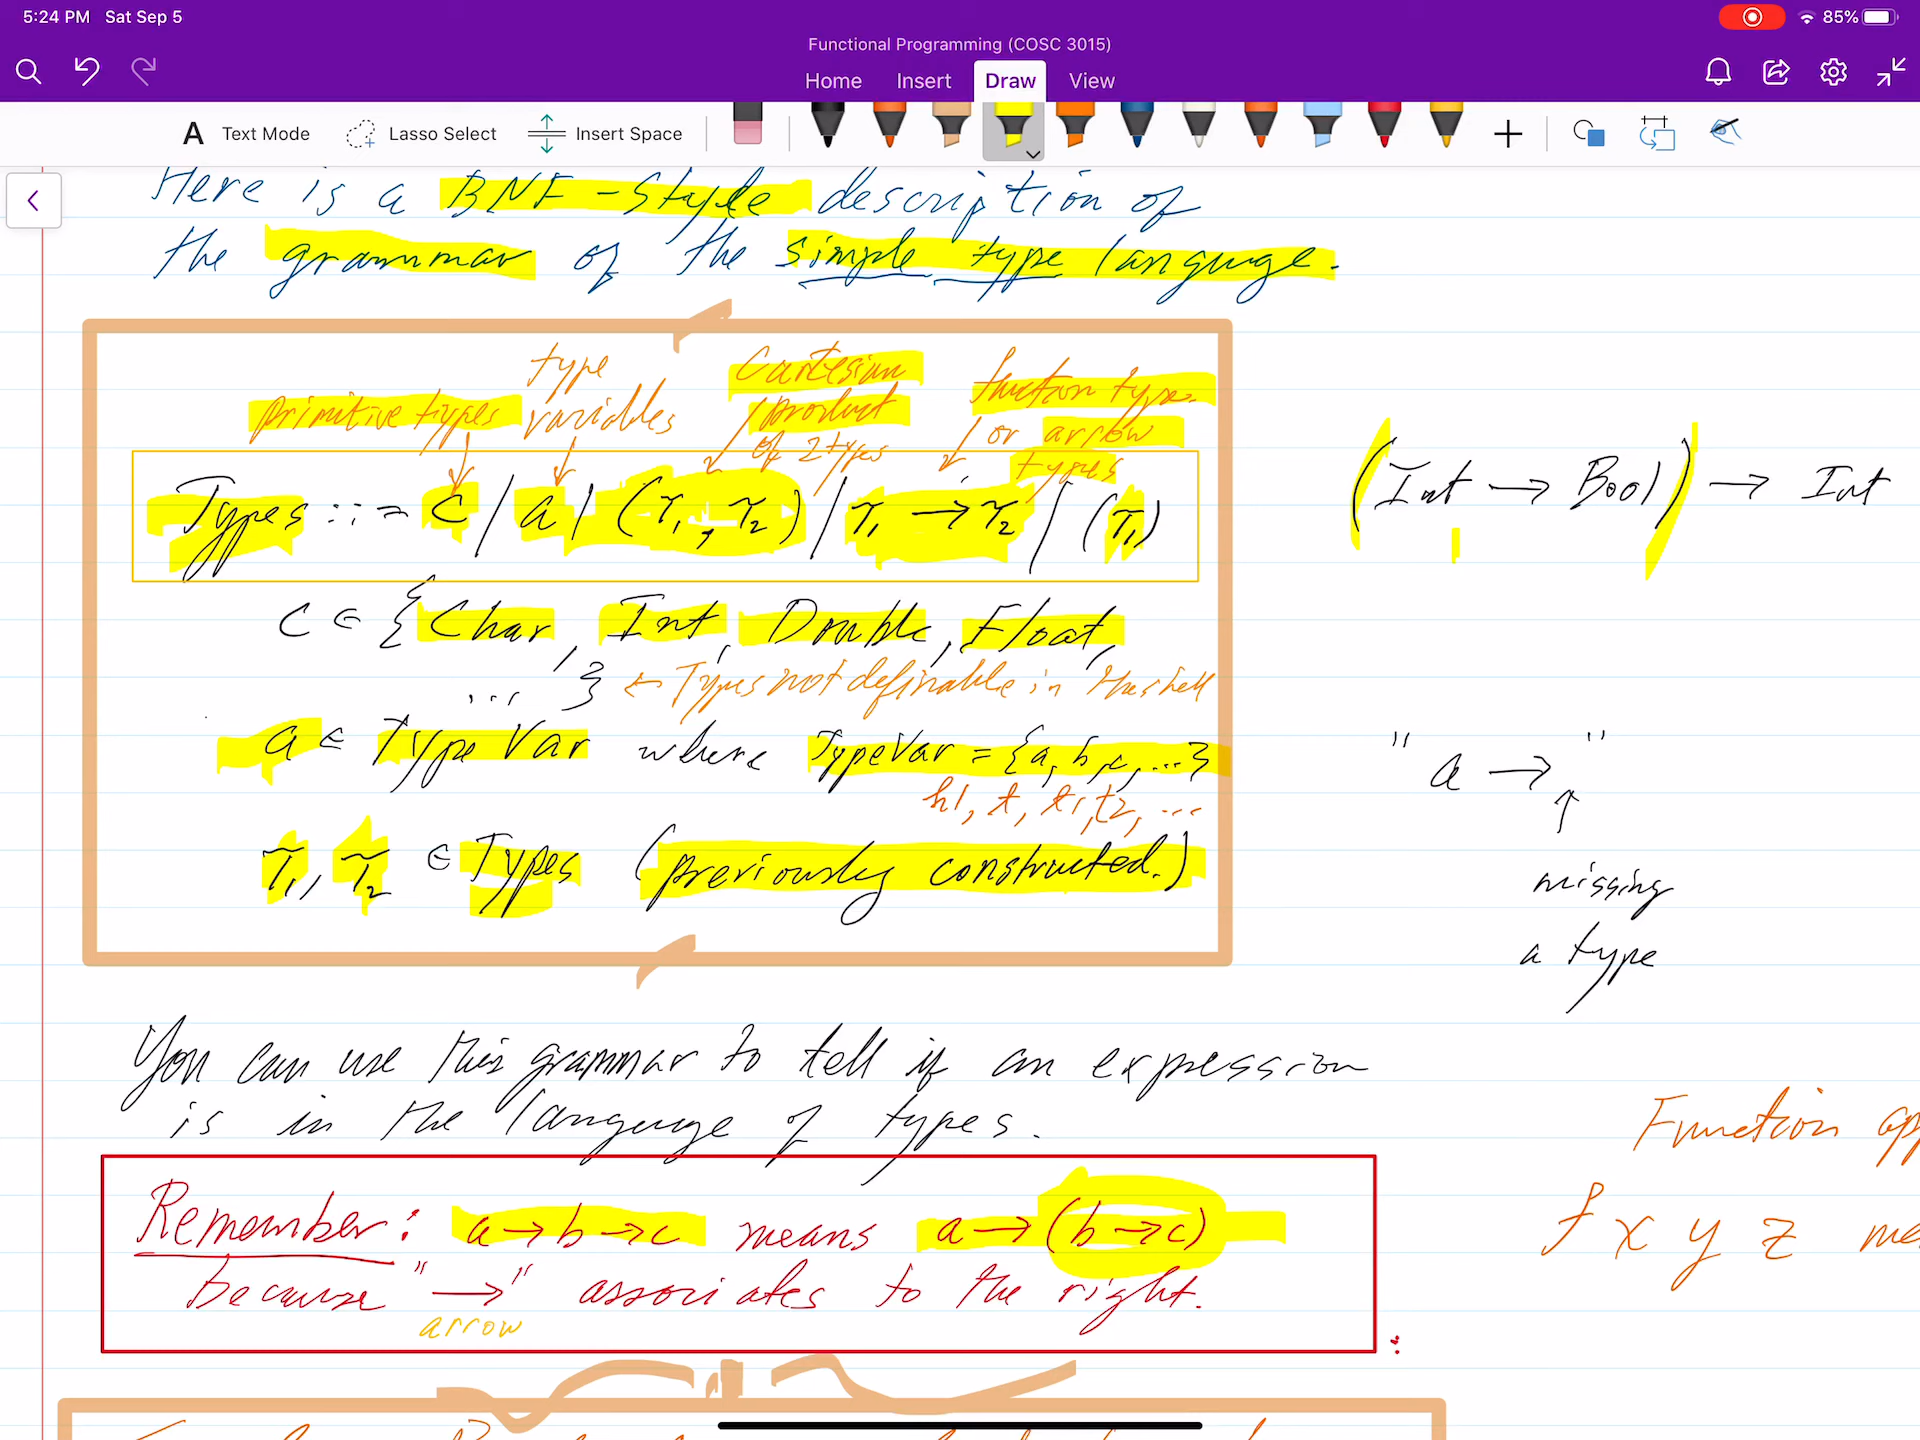 5:24 PM Sat Sep 5
85%
Functional Programming (COSC 3015)
Home Insert Draw View
A Text Mode Lasso Select Insert Space
Here is a BNF-Style description of
the grammar of the simple type language.
primitive types
type variables
Cartesian product of 2 types
function types or arrow types
Types ::= C | a | (τ₁, τ₂) | τ₁ → τ₂ | (τ₁)
C ∈ {Char, Int, Double, Float,
... } ← Types not definable in Haskell
a ∈ TypeVar where TypeVar = {a, b, c, ...}
h1, t, t1, t2, ...
τ₁, τ₂ ∈ Types (previously constructed.)
(Int → Bool) → Int
" a → "
↑
missing
a type
You can use this grammar to tell if an expression
is in the language of types.
Remember: a→b→c means a→(b→c)
because "→" associates to the right.
arrow
Function
f x y z